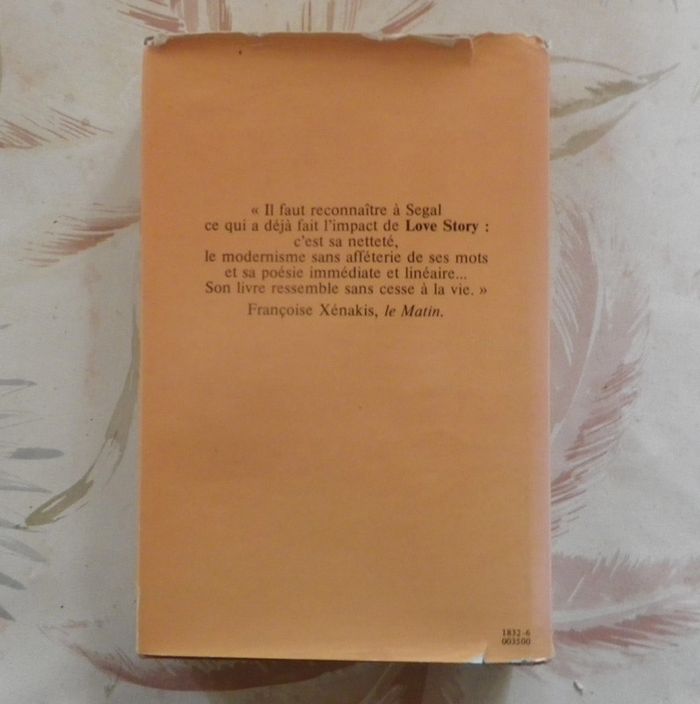 « Il faut reconnaître à Segal
ce qui a déjà fait l'impact de Love Story :
c'est sa netteté,
le modernisme sans afféterie de ses mots
et sa poésie immédiate et linéaire...
Son livre ressemble sans cesse à la vie. »
Françoise Xénakis, le Matin.
1832-6
003500